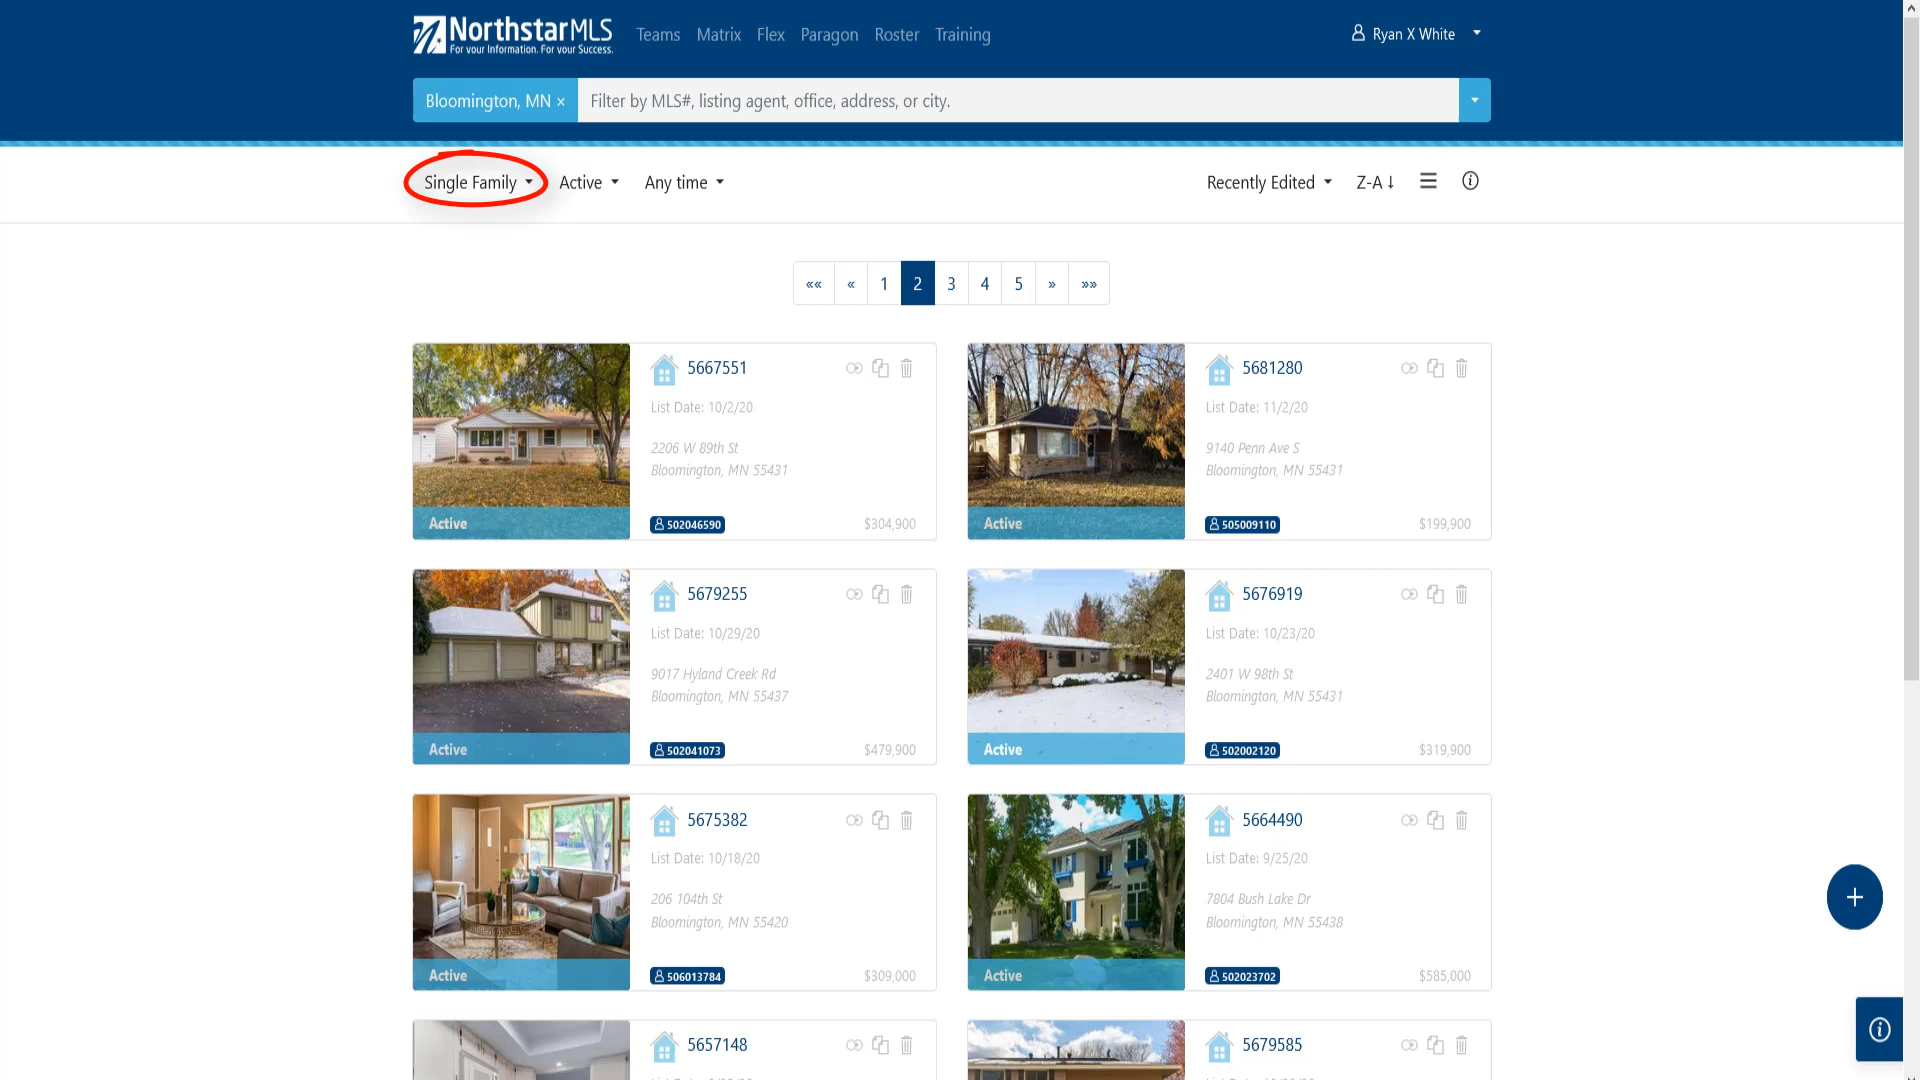 NorthstarMLS
For your Information. For your Success.
Teams Matrix Flex Paragon Roster Training
Ryan X White
Bloomington, MN ×
Filter by MLS#, listing agent, office, address, or city.
Single Family Active Any time
Recently Edited Z-A↓
«« « 1 2 3 4 5 » »»
5667551
List Date: 10/2/20
2206 W 89th St
Bloomington, MN 55431
Active
502046590
$304,900
5681280
List Date: 11/2/20
9140 Penn Ave S
Bloomington, MN 55431
Active
505009110
$199,900
5679255
List Date: 10/29/20
9017 Hyland Creek Rd
Bloomington, MN 55437
Active
502041073
$479,900
5676919
List Date: 10/23/20
2401 W 98th St
Bloomington, MN 55431
Active
502002120
$319,900
5675382
List Date: 10/18/20
206 104th St
Bloomington, MN 55420
Active
506013784
$309,000
5664490
List Date: 9/25/20
7804 Bush Lake Dr
Bloomington, MN 55438
Active
502023702
$585,000
5657148
5679585